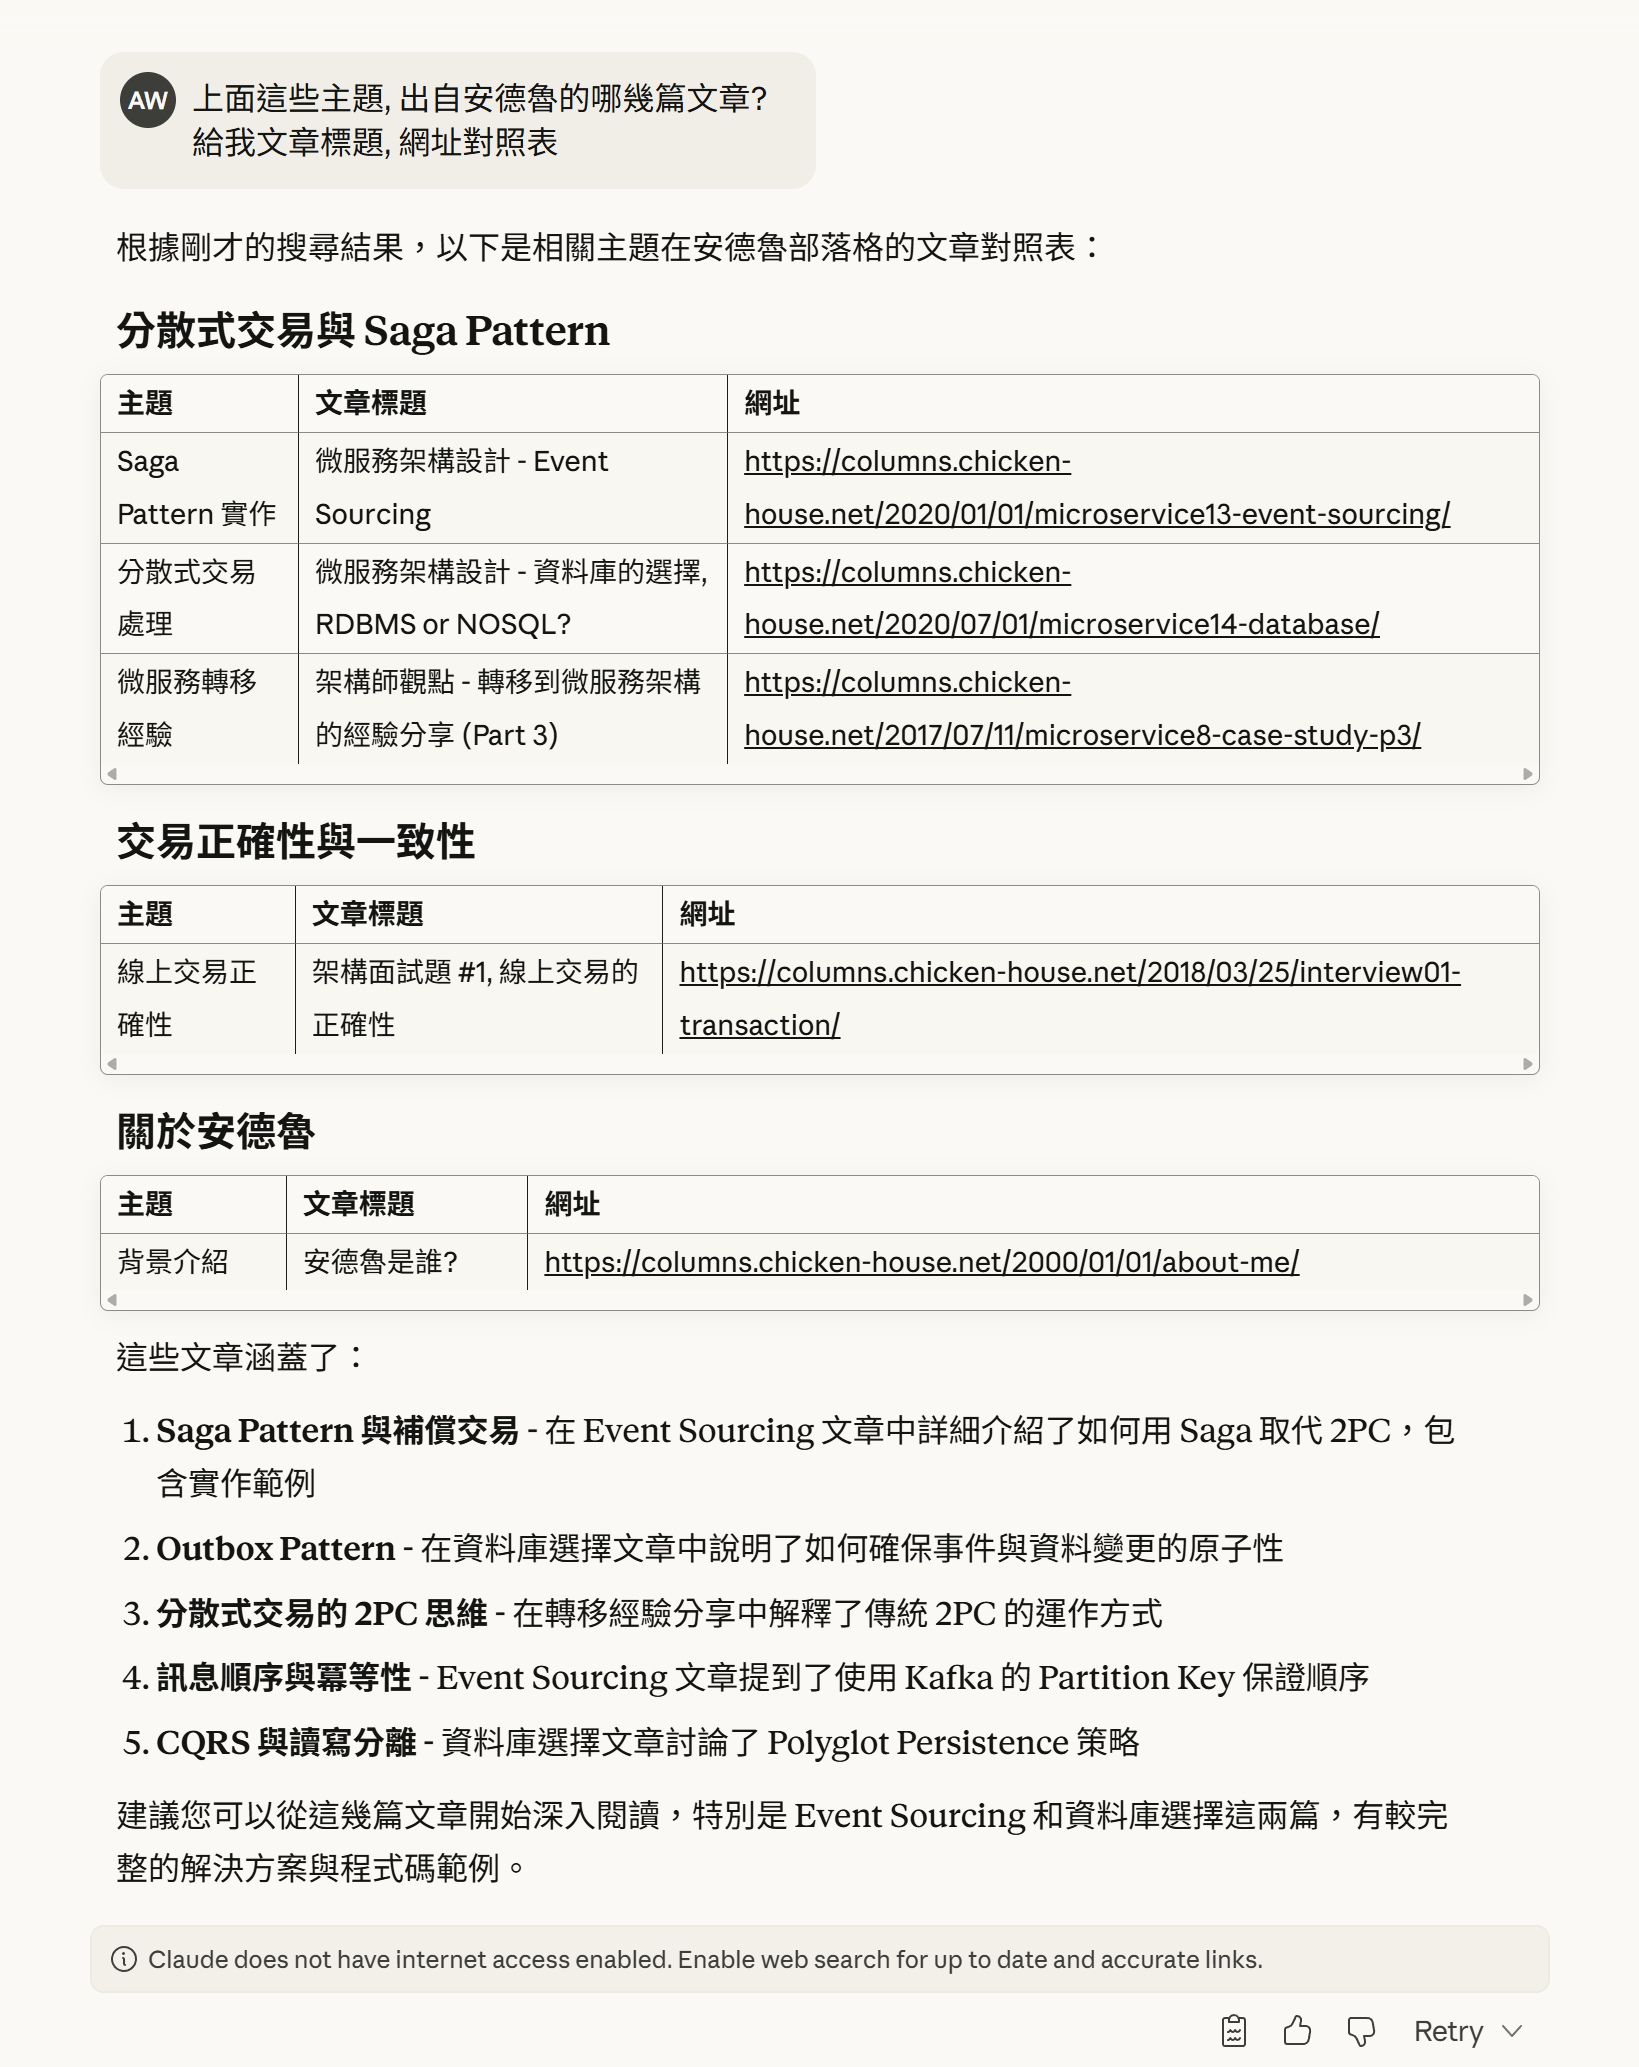 AW
上面這些主題, 出自安德魯的哪幾篇文章?
給我文章標題, 網址對照表
根據剛才的搜尋結果，以下是相關主題在安德魯部落格的文章對照表：
分散式交易與 Saga Pattern
主題 文章標題 網址
Saga 微服務架構設計 - Event https://columns.chicken-
Pattern 實作 Sourcing house.net/2020/01/01/microservice13-event-sourcing/
分散式交易 微服務架構設計 - 資料庫的選擇, https://columns.chicken-
處理 RDBMS or NOSQL? house.net/2020/07/01/microservice14-database/
微服務轉移 架構師觀點 - 轉移到微服務架構 https://columns.chicken-
經驗 的經驗分享 (Part 3) house.net/2017/07/11/microservice8-case-study-p3/
交易正確性與一致性
主題 文章標題 網址
線上交易正 架構面試題 #1, 線上交易的 https://columns.chicken-house.net/2018/03/25/interview01-
確性 正確性 transaction/
關於安德魯
主題 文章標題 網址
背景介紹 安德魯是誰? https://columns.chicken-house.net/2000/01/01/about-me/
這些文章涵蓋了：
1. Saga Pattern 與補償交易 - 在 Event Sourcing 文章中詳細介紹了如何用 Saga 取代 2PC，包
含實作範例
2. Outbox Pattern - 在資料庫選擇文章中說明了如何確保事件與資料變更的原子性
3. 分散式交易的 2PC 思維 - 在轉移經驗分享中解釋了傳統 2PC 的運作方式
4. 訊息順序與冪等性 - Event Sourcing 文章提到了使用 Kafka 的 Partition Key 保證順序
5. CQRS 與讀寫分離 - 資料庫選擇文章討論了 Polyglot Persistence 策略
建議您可以從這幾篇文章開始深入閱讀，特別是 Event Sourcing 和資料庫選擇這兩篇，有較完
整的解決方案與程式碼範例。
Claude does not have internet access enabled. Enable web search for up to date and accurate links.
Retry